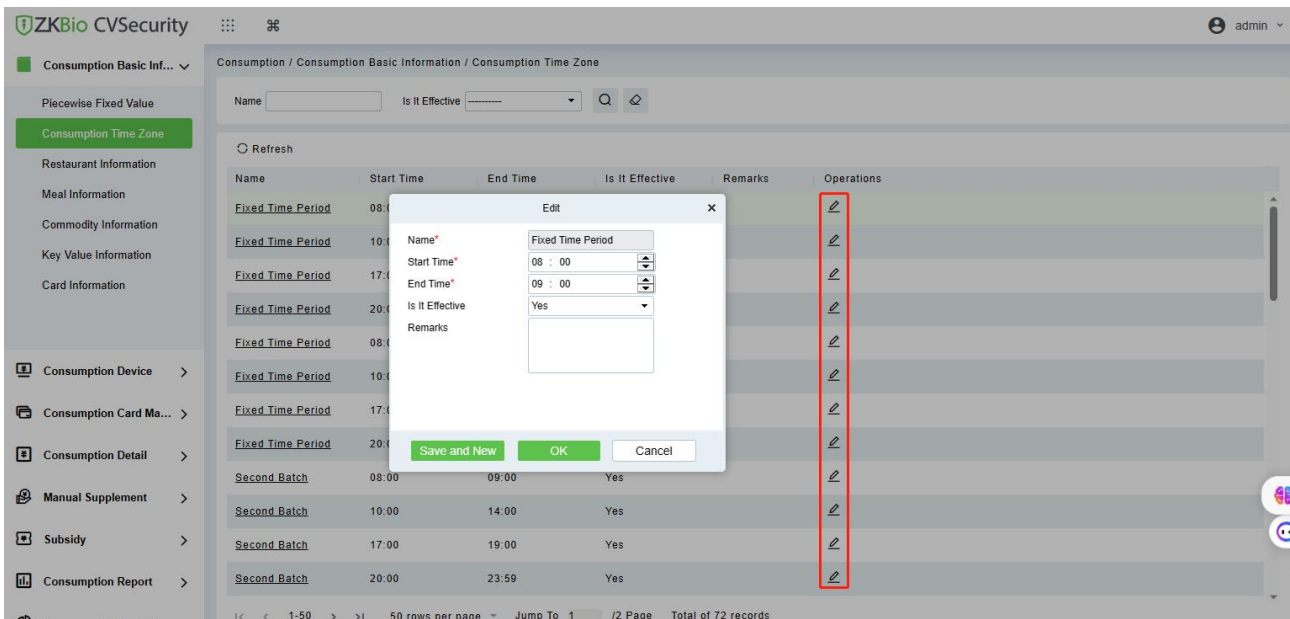 ZKBio CVSecurity
admin
Consumption Basic Inf...
Piecewise Fixed Value
Consumption Time Zone
Restaurant Information
Meal Information
Commodity Information
Key Value Information
Card Information
Consumption Device
Consumption Card Ma...
Consumption Detail
Manual Supplement
Subsidy
Consumption Report
Consumption / Consumption Basic Information / Consumption Time Zone
Name Is It Effective ----------
Refresh
Name Start Time End Time Is It Effective Remarks Operations
Fixed Time Period 08:0
Fixed Time Period 10:0
Fixed Time Period 17:0
Fixed Time Period 20:0
Fixed Time Period 08:0
Fixed Time Period 10:0
Fixed Time Period 17:0
Fixed Time Period 20:0
Second Batch 08:00 09:00 Yes
Second Batch 10:00 14:00 Yes
Second Batch 17:00 19:00 Yes
Second Batch 20:00 23:59 Yes
Edit
Name* Fixed Time Period
Start Time* 08 : 00
End Time* 09 : 00
Is It Effective Yes
Remarks
Save and New OK Cancel
1-50 50 rows per page Jump To 1 /2 Page Total of 72 records